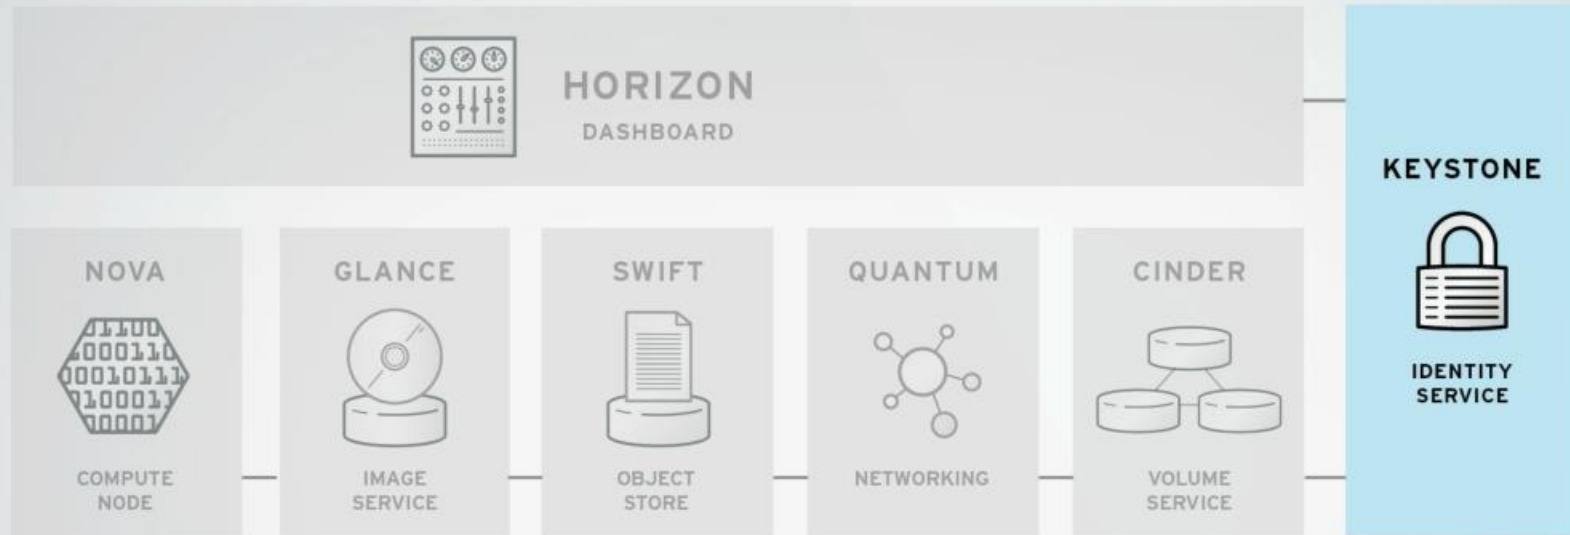 HORIZON
DASHBOARD
KEYSTONE
IDENTITY
SERVICE
NOVA
COMPUTE
NODE
GLANCE
IMAGE
SERVICE
SWIFT
OBJECT
STORE
QUANTUM
NETWORKING
CINDER
VOLUME
SERVICE